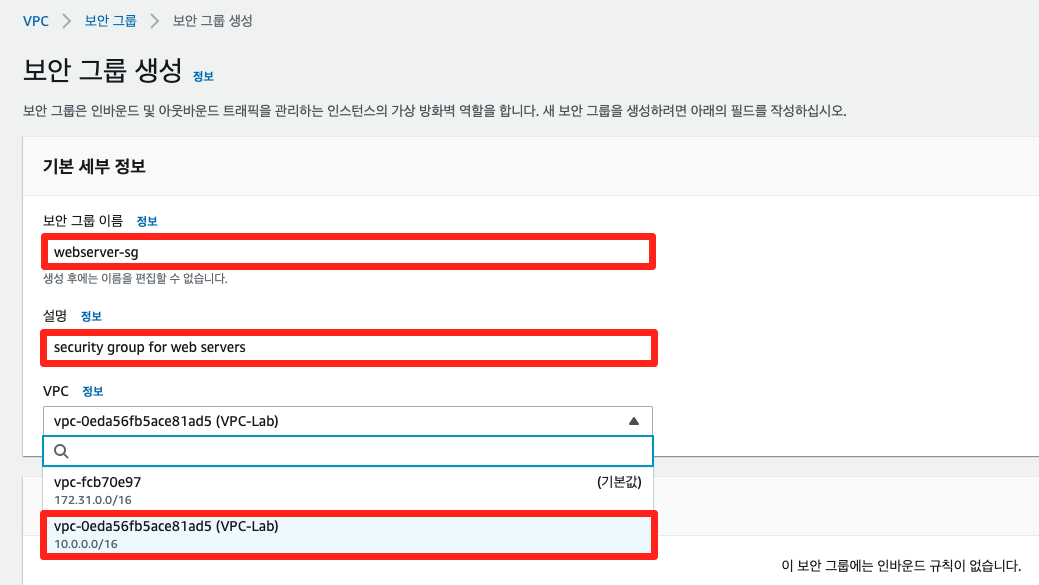 VPC > 보안 그룹 > 보안 그룹 생성
보안 그룹 생성 정보
보안 그룹은 인바운드 및 아웃바운드 트래픽을 관리하는 인스턴스의 가상 방화벽 역할을 합니다. 새 보안 그룹을 생성하려면 아래의 필드를 작성하십시오.
기본 세부 정보
보안 그룹 이름 정보
webserver-sg
생성 후에는 이름을 편집할 수 없습니다.
설명 정보
security group for web servers
VPC 정보
vpc-0eda56fb5ace81ad5 (VPC-Lab)
vpc-fcb70e97 (기본값)
172.31.0.0/16
vpc-0eda56fb5ace81ad5 (VPC-Lab)
10.0.0.0/16
이 보안 그룹에는 인바운드 규칙이 없습니다.